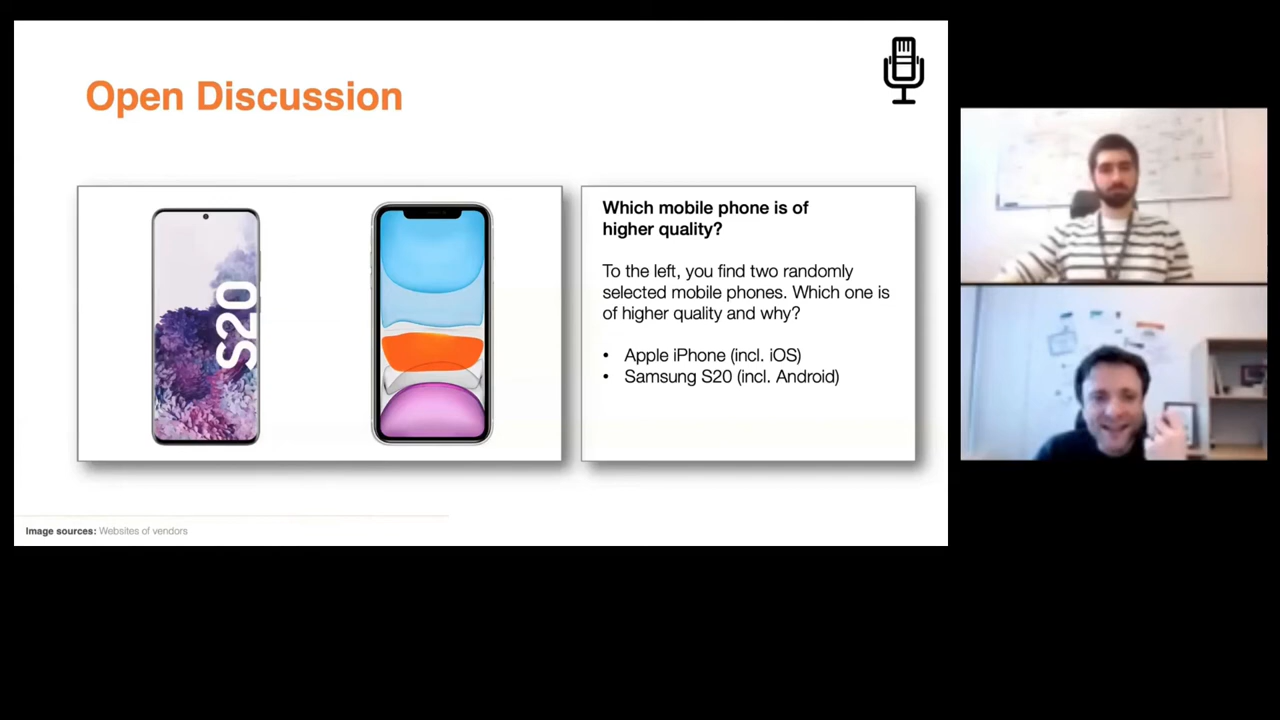 Open Discussion
S20
Which mobile phone is of
higher quality?
To the left, you find two randomly
selected mobile phones. Which one is
of higher quality and why?
• Apple iPhone (incl. iOS)
• Samsung S20 (incl. Android)
Image sources: Websites of vendors